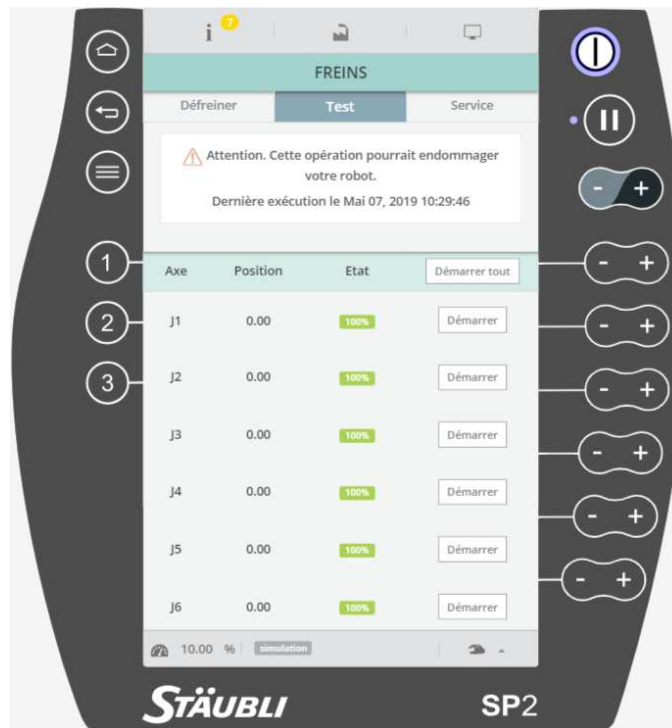 i 7
FREINS
Défreiner Test Service
Attention. Cette opération pourrait endommager
votre robot.
Dernière exécution le Mai 07, 2019 10:29:46
- +
1 Axe Position Etat Démarrer tout - +
2 J1 0.00 100% Démarrer - +
3 J2 0.00 100% Démarrer - +
J3 0.00 100% Démarrer - +
J4 0.00 100% Démarrer - +
J5 0.00 100% Démarrer - +
J6 0.00 100% Démarrer
10.00 % simulation -
STÄUBLI SP2